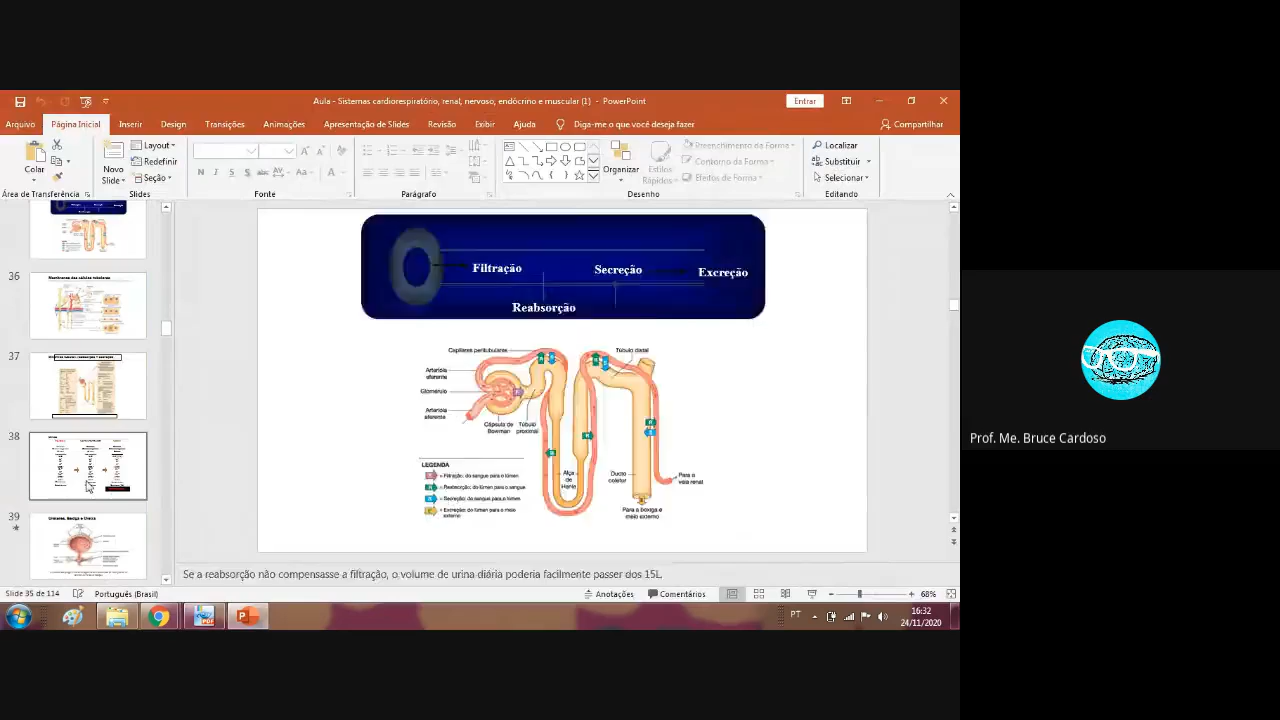 Aula - Sistemas cardiorespiratório, renal, nervoso, endócrino e muscular (1) - PowerPoint
Entrar
Arquivo
Página Inicial
Inserir
Design
Transições
Animações
Apresentação de Slides
Revisão
Exibir
Ajuda
Diga-me o que você deseja fazer
Compartilhar
Colar
Novo Slide
Layout
Redefinir
Seção
N I S S abc AV Aa A
Organizar
Estilos Rápidos
Preenchimento da Forma
Contorno da Forma
Efeitos de Forma
Localizar
Substituir
Selecionar
Área de Transferência
Slides
Fonte
Parágrafo
Desenho
Editando
36
Membranas das células tubulares
37
38
39
Ureteres, Bexiga e Uretra
Filtração
Secreção
Excreção
Reabsorção
Capilares peritubulares
Túbulo distal
Arteríola
eferente
Glomérulo
Arteríola
aferente
Cápsula de
Bowman
Túbulo
proximal
Alça
de
Henle
Ducto
coletor
Para a
veia renal
Para a bexiga e
meio externo
LEGENDA
F = Filtração: do sangue para o lúmen
R = Reabsorção: do lúmen para o sangue
S = Secreção: do sangue para o lúmen
E = Excreção: do lúmen para o meio
externo
Se a reabsorção não compensasse a filtração, o volume de urina diária poderia facilmente passer dos 15L.
Slide 35 de 114
Português (Brasil)
Anotações
Comentários
68%
PT
16:32
24/11/2020
Prof. Me. Bruce Cardoso